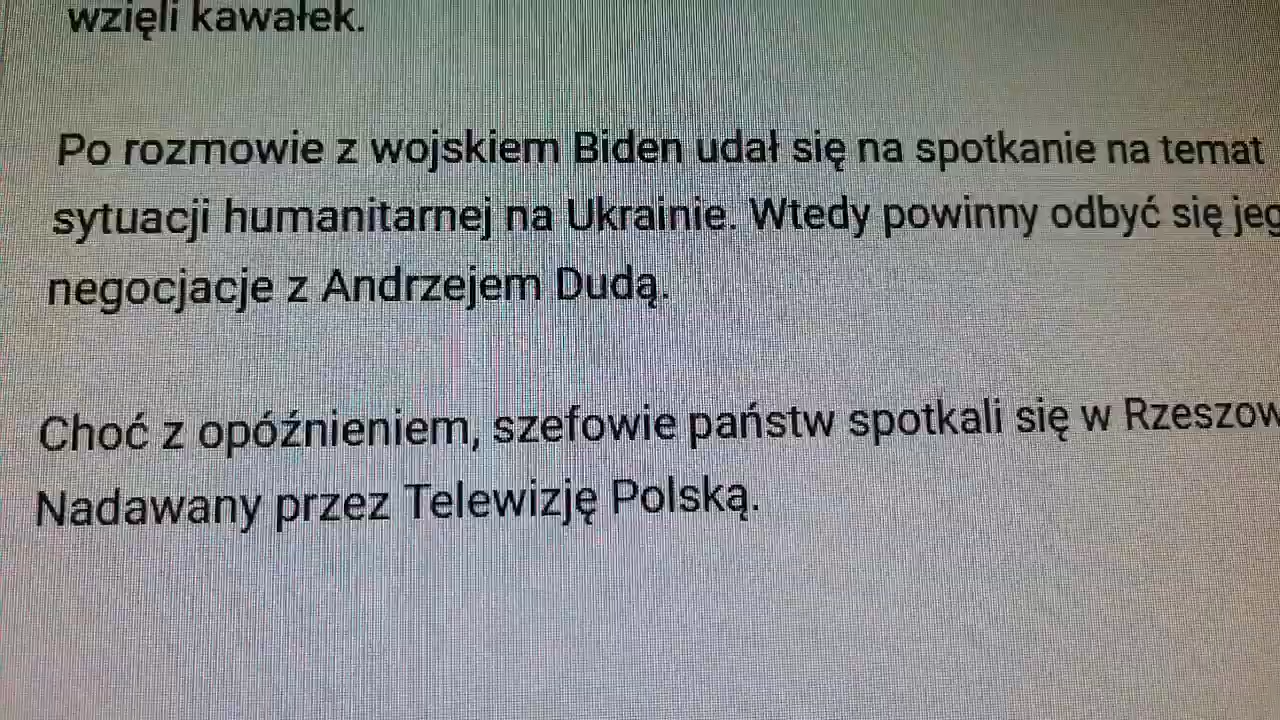 wzięli kawałek.
Po rozmowie z wojskiem Biden udał się na spotkanie na temat
sytuacji humanitarnej na Ukrainie. Wtedy powinny odbyć się
negocjacje z Andrzejem Dudą.
Choć z opóźnieniem, szefowie państw spotkali się w
Nadawany przez Telewizję Polską.